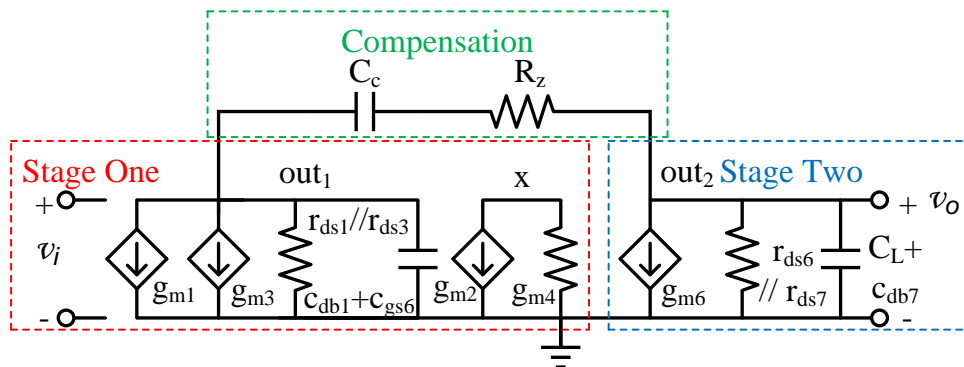 Compensation
Cc
Rz
Stage One
out1
x
out2
Stage Two
+
+ vo
vi
rds1//rds3
rds6
// rds7
CL+
cdb7
gm1
gm3
cdb1+cgs6
gm2
gm4
gm6
-
-